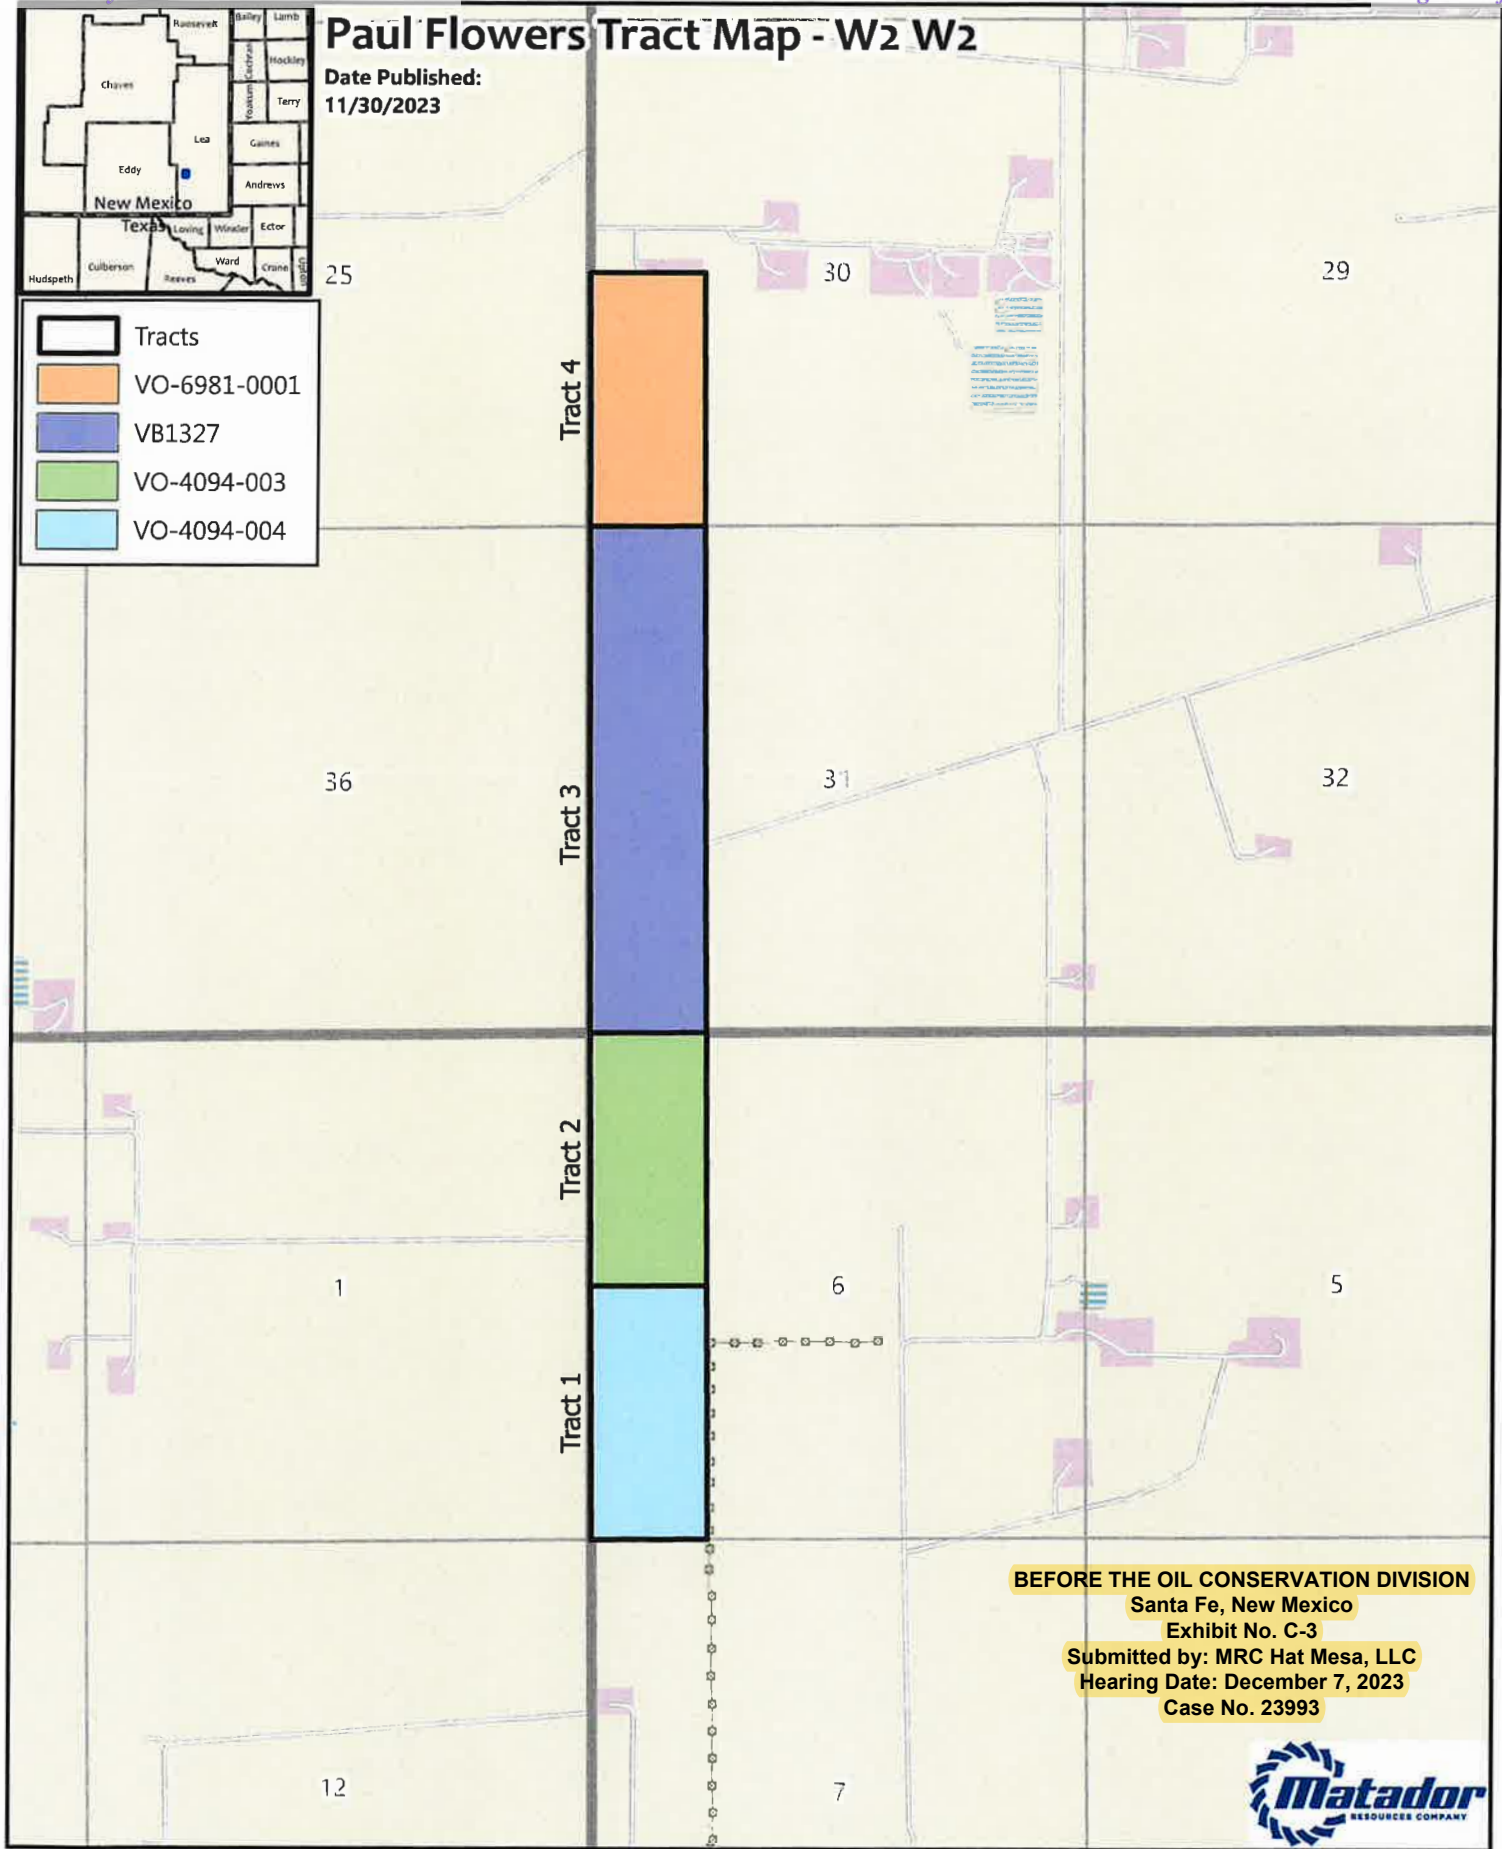 Paul Flowers Tract Map - W2 W2
Date Published:
11/30/2023
Roosevelt
Bailey
Lamb
Chaves
Cochran
Hockley
Yoakum
Terry
Lea
Gaines
Eddy
Andrews
New Mexico
Texas
Loving
Winkler
Ector
Hudspeth
Culberson
Reeves
Ward
Crane
Upton
Tracts
VO-6981-0001
VB1327
VO-4094-003
VO-4094-004
25
30
29
Tract 4
36
31
32
Tract 3
Tract 2
1
6
5
Tract 1
12
7
BEFORE THE OIL CONSERVATION DIVISION
Santa Fe, New Mexico
Exhibit No. C-3
Submitted by: MRC Hat Mesa, LLC
Hearing Date: December 7, 2023
Case No. 23993
Matador
RESOURCES COMPANY